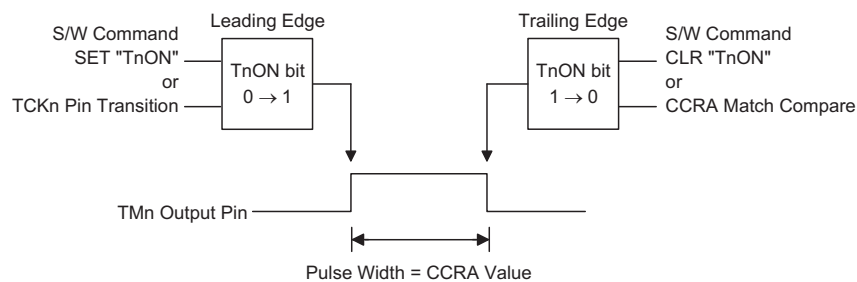 Leading Edge
S/W Command
SET "TnON"
or
TCKn Pin Transition
TnON bit
0 → 1
Trailing Edge
TnON bit
1 → 0
S/W Command
CLR "TnON"
or
CCRA Match Compare
TMn Output Pin
Pulse Width = CCRA Value